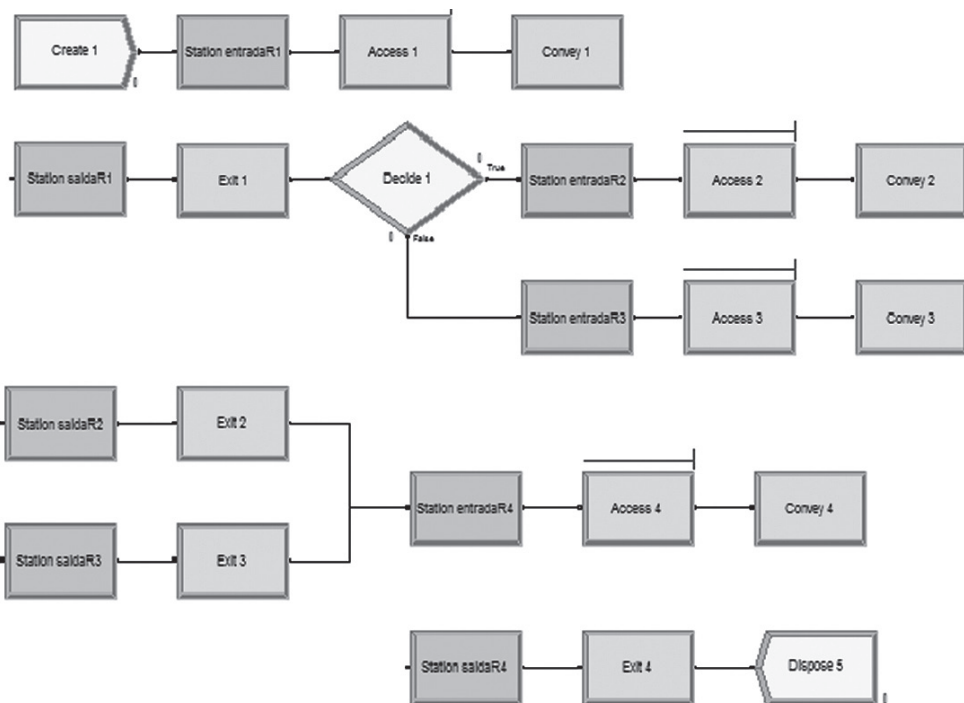 Create 1
Station entradaR1
Access 1
Convey 1
Station saidaR1
Exit 1
Decide 1
True
False
Station entradaR2
Access 2
Convey 2
Station entradaR3
Access 3
Convey 3
Station saidaR2
Exit 2
Station saidaR3
Exit 3
Station entradaR4
Access 4
Convey 4
Station saidaR4
Exit 4
Dispose 5